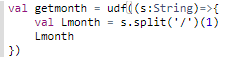 val getmonth = udf((s:String)=>{
    val Lmonth = s.split('/')(1)
    Lmonth
})